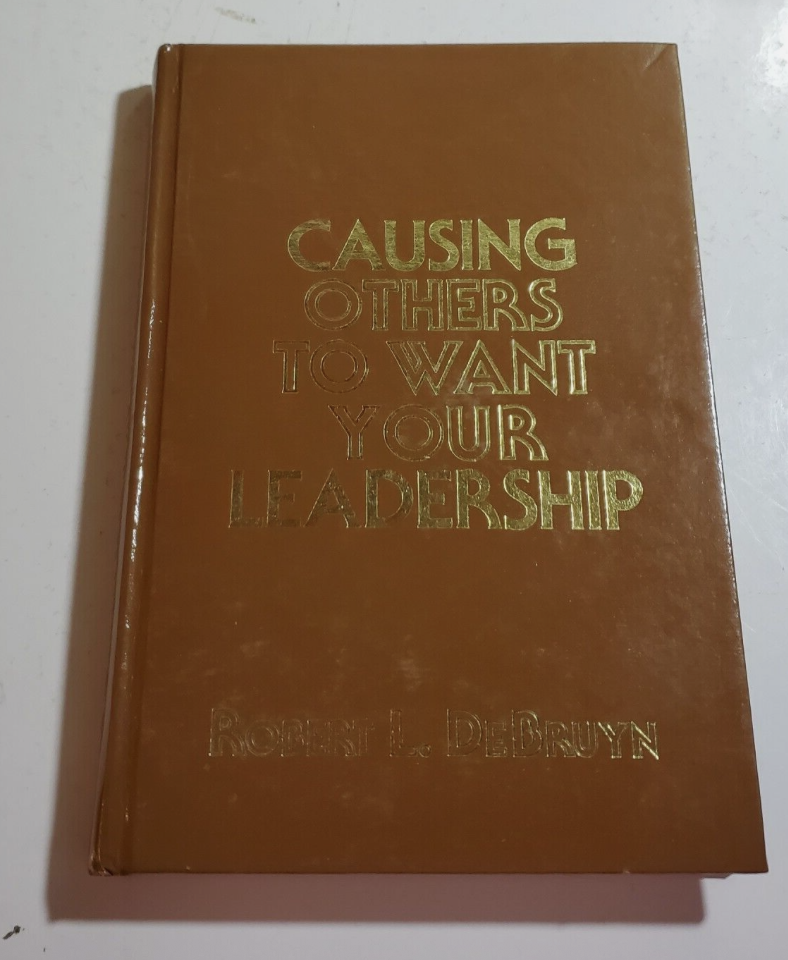 CAUSING
OTHERS
TO WANT
YOUR
LEADERSHIP
ROBERT L. DEBRUYN